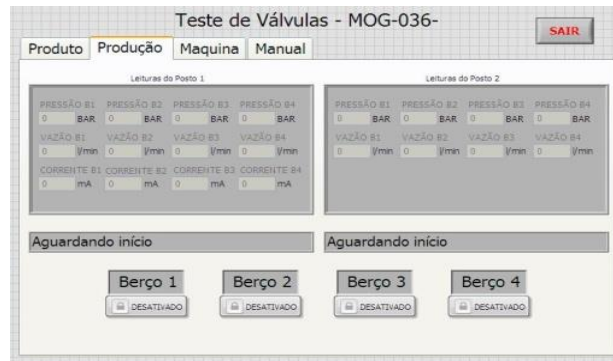 Teste de Válvulas - MOG-036-
SAIR
Produto Produção Maquina Manual
Leituras do Posto 1
PRESSÃO B1 PRESSÃO B2 PRESSÃO B3 PRESSÃO B4
0 BAR 0 BAR 0 BAR 0 BAR
VAZÃO B1 VAZÃO B2 VAZÃO B3 VAZÃO B4
0 l/min 0 l/min 0 l/min 0 l/min
CORRENTE B1 CORRENTE B2 CORRENTE B3 CORRENTE B4
0 mA 0 mA 0 mA 0 mA
Leituras do Posto 2
PRESSÃO B1 PRESSÃO B2 PRESSÃO B3 PRESSÃO B4
0 BAR 0 BAR 0 BAR 0 BAR
VAZÃO B1 VAZÃO B2 VAZÃO B3 VAZÃO B4
0 l/min 0 l/min 0 l/min 0 l/min
Aguardando início
Aguardando início
Berço 1 Berço 2 Berço 3 Berço 4
DESATIVADO DESATIVADO DESATIVADO DESATIVADO